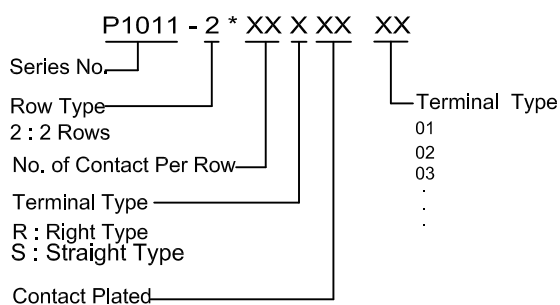 P1011 - 2 * XX X XX XX
Series No.
Row Type
2 : 2 Rows
No. of Contact Per Row
Terminal Type
R : Right Type
S : Straight Type
Contact Plated
Terminal Type
01
02
03
.
.
.